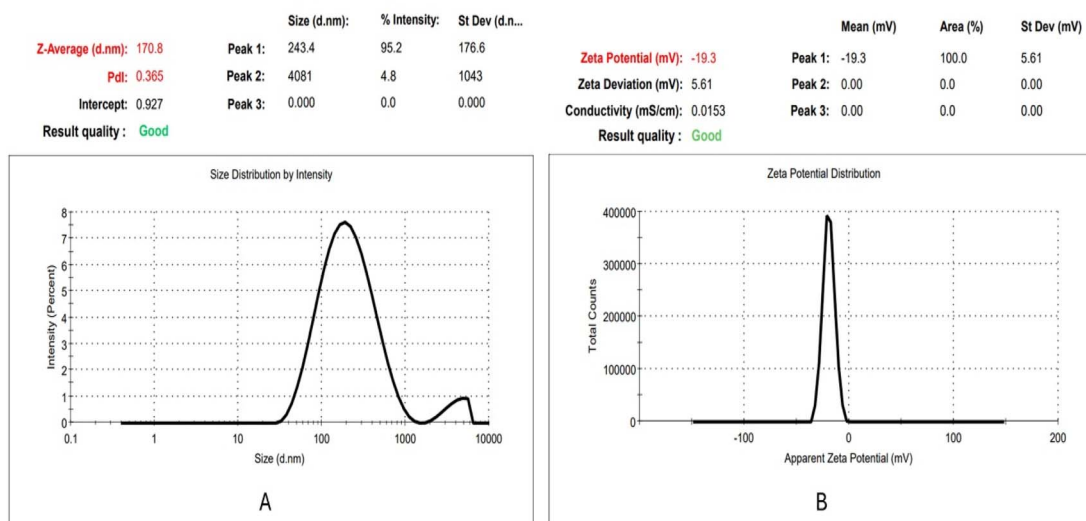 Size (d.nm): % Intensity: St Dev (d.n...
Z-Average (d.nm): 170.8 Peak 1: 243.4 95.2 176.6
PdI: 0.365 Peak 2: 4081 4.8 1043
Intercept: 0.927 Peak 3: 0.000 0.0 0.000
Result quality : Good
Size Distribution by Intensity
Intensity (Percent)
8
7
6
5
4
3
2
1
0
0.1 1 10 100 1000 10000
Size (d.nm)
A
Mean (mV) Area (%) St Dev (mV)
Zeta Potential (mV): -19.3 Peak 1: -19.3 100.0 5.61
Zeta Deviation (mV): 5.61 Peak 2: 0.00 0.0 0.00
Conductivity (mS/cm): 0.0153 Peak 3: 0.00 0.0 0.00
Result quality : Good
Zeta Potential Distribution
Total Counts
400000
300000
200000
100000
0
-100 0 100 200
Apparent Zeta Potential (mV)
B